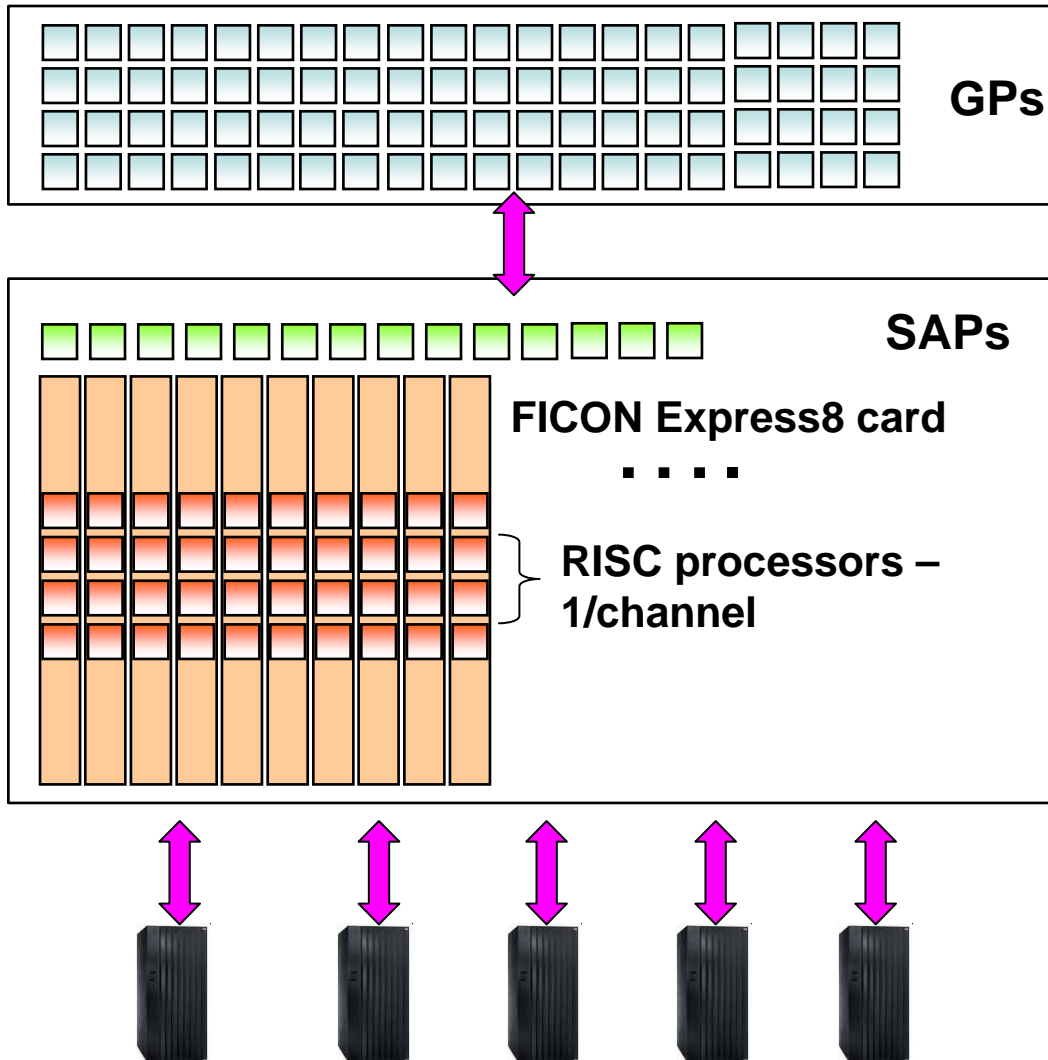 GPs
SAPs
FICON Express8 card
. . . .
RISC processors –
1/channel